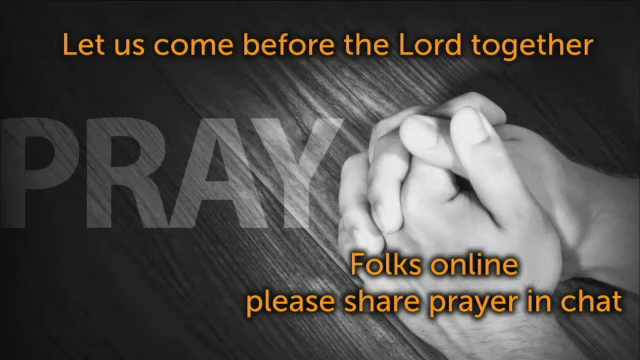 Let us come before the Lord together
PRAY
Folks online
please share prayer in chat